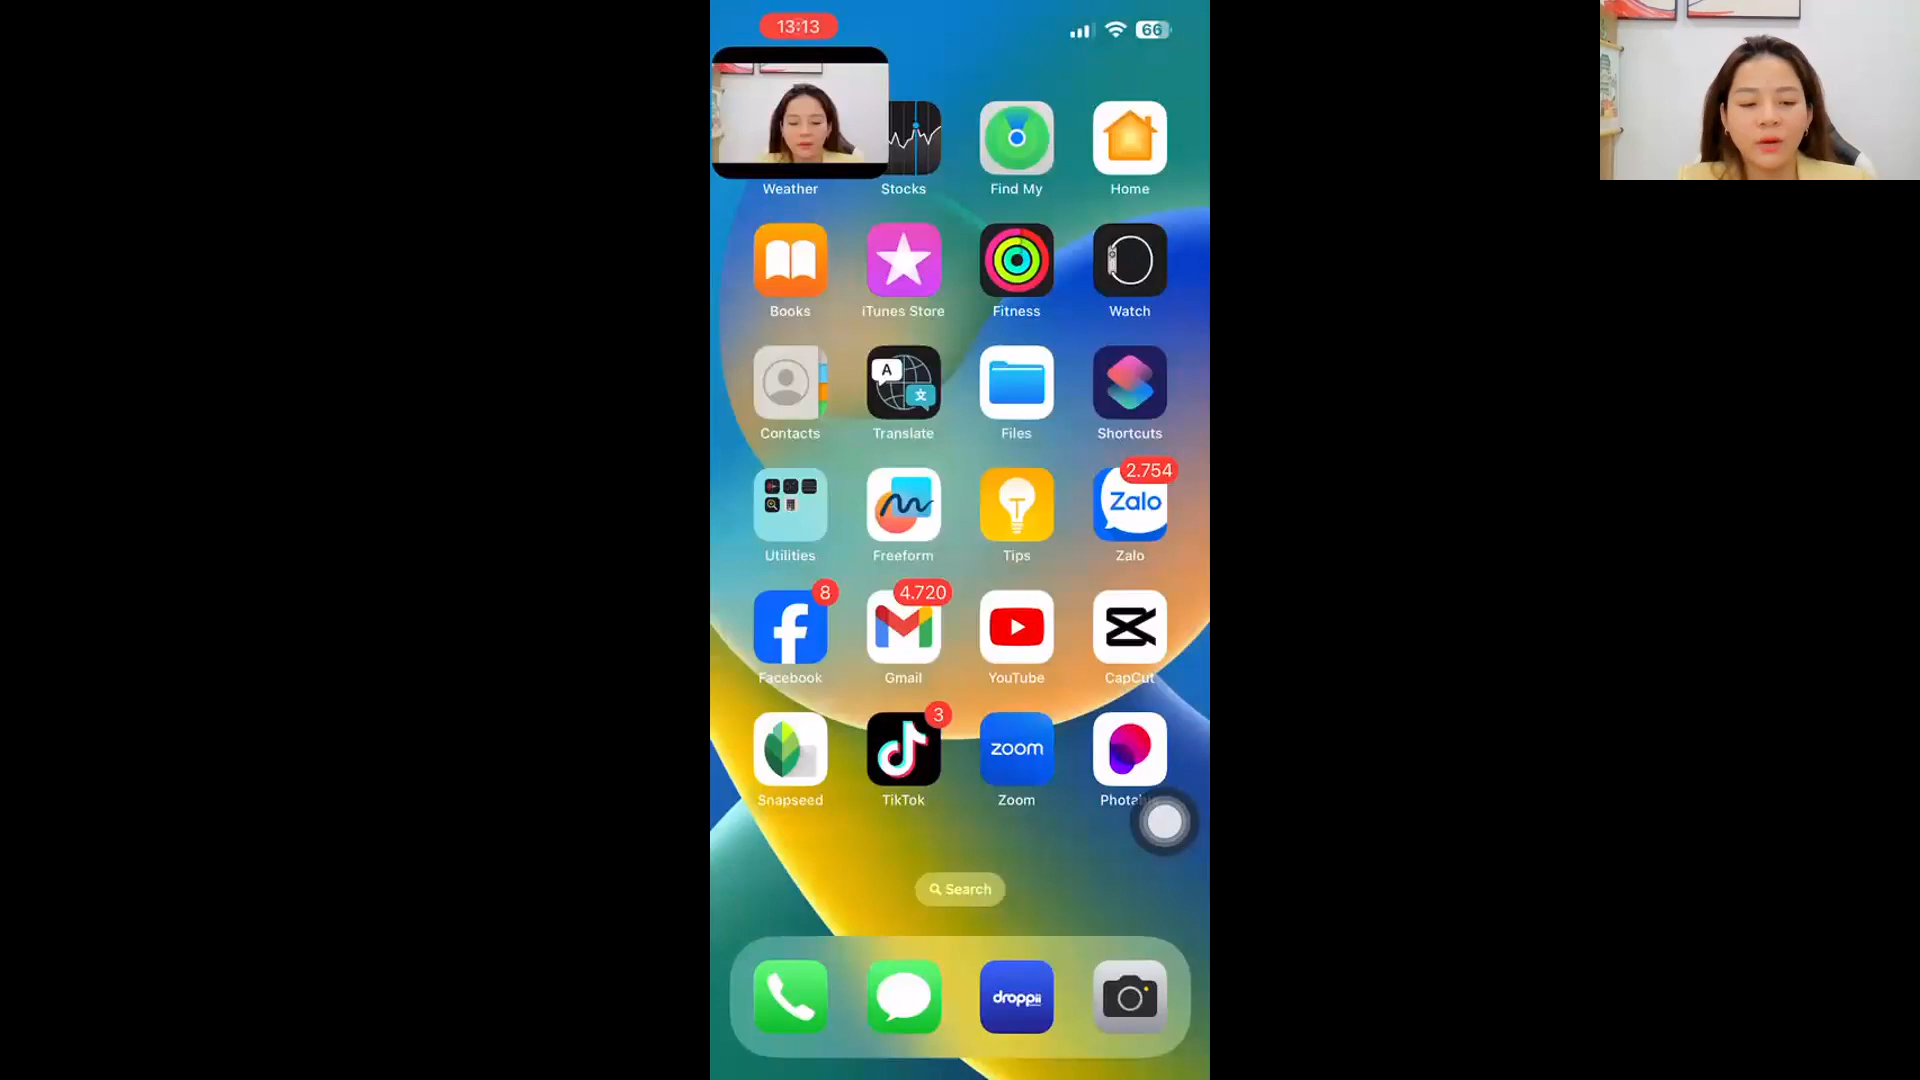 13:13
66
Weather
Stocks
Find My
Home
Books
iTunes Store
Fitness
Watch
A
文
Contacts
Translate
Files
Shortcuts
2.754
Zalo
Utilities
Freeform
Tips
Zalo
8
4.720
Facebook
Gmail
YouTube
CapCut
3
zoom
Snapseed
TikTok
Zoom
Search
droppii